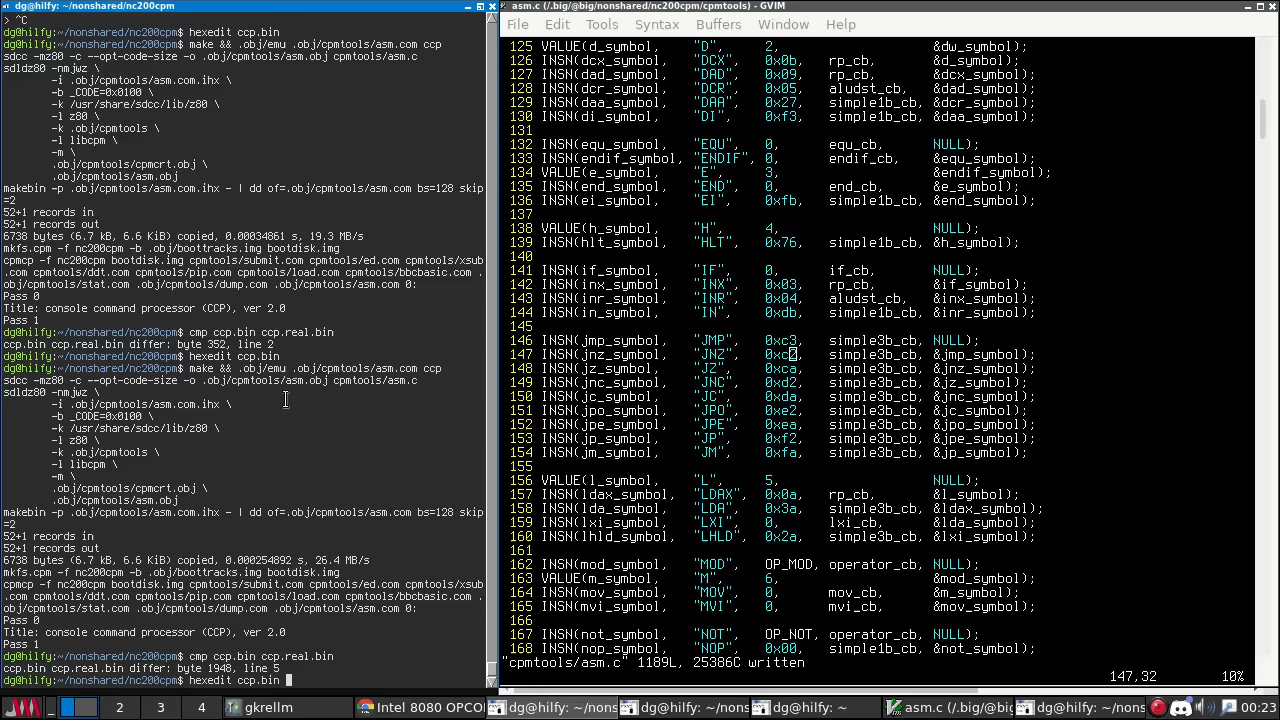 dg@hilfy:~/nonshared/nc200cpm
> ^C
dg@hilfy:~/nonshared/nc200cpm$ hexedit ccp.bin
dg@hilfy:~/nonshared/nc200cpm$ make && .obj/emu .obj/cpmtools/asm.com ccp
sdcc -mz80 -c --opt-code-size -o .obj/cpmtools/asm.obj cpmtools/asm.c
sdldz80 -nmjwz \
        -i .obj/cpmtools/asm.com.ihx \
        -b _CODE=0x0100 \
        -k /usr/share/sdcc/lib/z80 \
        -l z80 \
        -k .obj/cpmtools \
        -l libcpm \
        -m \
        .obj/cpmtools/cpmcrt.obj \
        .obj/cpmtools/asm.obj
makebin -p .obj/cpmtools/asm.com.ihx - | dd of=.obj/cpmtools/asm.com bs=128 skip
=2
52+1 records in
52+1 records out
6738 bytes (6.7 kB, 6.6 KiB) copied, 0.00034861 s, 19.3 MB/s
mkfs.cpm -f nc200cpm -b .obj/boottracks.img bootdisk.img
cpmcp -f nc200cpm bootdisk.img cpmtools/submit.com cpmtools/ed.com cpmtools/xsub
.com cpmtools/ddt.com cpmtools/pip.com cpmtools/load.com cpmtools/bbcbasic.com .
obj/cpmtools/stat.com .obj/cpmtools/dump.com .obj/cpmtools/asm.com 0:
Pass 0
Title: console command processor (CCP), ver 2.0
Pass 1
dg@hilfy:~/nonshared/nc200cpm$ cmp ccp.bin ccp.real.bin
ccp.bin ccp.real.bin differ: byte 352, line 2
dg@hilfy:~/nonshared/nc200cpm$ hexedit ccp.bin
dg@hilfy:~/nonshared/nc200cpm$ make && .obj/emu .obj/cpmtools/asm.com ccp
sdcc -mz80 -c --opt-code-size -o .obj/cpmtools/asm.obj cpmtools/asm.c
sdldz80 -nmjwz \
        -i .obj/cpmtools/asm.com.ihx \
        -b _CODE=0x0100 \
        -k /usr/share/sdcc/lib/z80 \
        -l z80 \
        -k .obj/cpmtools \
        -l libcpm \
        -m \
        .obj/cpmtools/cpmcrt.obj \
        .obj/cpmtools/asm.obj
makebin -p .obj/cpmtools/asm.com.ihx - | dd of=.obj/cpmtools/asm.com bs=128 skip
=2
52+1 records in
52+1 records out
6738 bytes (6.7 kB, 6.6 KiB) copied, 0.000254892 s, 26.4 MB/s
mkfs.cpm -f nc200cpm -b .obj/boottracks.img bootdisk.img
cpmcp -f nc200cpm bootdisk.img cpmtools/submit.com cpmtools/ed.com cpmtools/xsub
.com cpmtools/ddt.com cpmtools/pip.com cpmtools/load.com cpmtools/bbcbasic.com .
obj/cpmtools/stat.com .obj/cpmtools/dump.com .obj/cpmtools/asm.com 0:
Pass 0
Title: console command processor (CCP), ver 2.0
Pass 1
dg@hilfy:~/nonshared/nc200cpm$ cmp ccp.bin ccp.real.bin
ccp.bin ccp.real.bin differ: byte 1948, line 5
dg@hilfy:~/nonshared/nc200cpm$ hexedit ccp.bin
asm.c (/.big/@big/nonshared/nc200cpm/cpmtools) - GVIM
File Edit Tools Syntax Buffers Window Help
125 VALUE(d_symbol,    "D",    2,                   &du_symbol);
126 INSN(dcx_symbol,   "DCX",  0x0b,   rp_cb,       &d_symbol);
127 INSN(dad_symbol,   "DAD",  0x09,   rp_cb,       &dcx_symbol);
128 INSN(dcr_symbol,   "DCR",  0x05,   aludst_cb,   &dad_symbol);
129 INSN(daa_symbol,   "DAA",  0x27,   simple1b_cb, &dcr_symbol);
130 INSN(di_symbol,    "DI",   0xf3,   simple1b_cb, &daa_symbol);
131
132 INSN(equ_symbol,   "EQU",  0,      equ_cb,      NULL);
133 INSN(endif_symbol, "ENDIF", 0,     endif_cb,    &equ_symbol);
134 VALUE(e_symbol,    "E",    3,                   &endif_symbol);
135 INSN(end_symbol,   "END",  0,      end_cb,      &e_symbol);
136 INSN(ei_symbol,    "EI",   0xfb,   simple1b_cb, &end_symbol);
137
138 VALUE(h_symbol,    "H",    4,                   NULL);
139 INSN(hlt_symbol,   "HLT",  0x76,   simple1b_cb, &h_symbol);
140
141 INSN(if_symbol,    "IF",   0,      if_cb,       NULL);
142 INSN(inx_symbol,   "INX",  0x03,   rp_cb,       &if_symbol);
143 INSN(inr_symbol,   "INR",  0x04,   aludst_cb,   &inx_symbol);
144 INSN(in_symbol,    "IN",   0xdb,   simple2b_cb, &inr_symbol);
145
146 INSN(jmp_symbol,   "JMP",  0xc3,   simple3b_cb, NULL);
147 INSN(jnz_symbol,   "JNZ",  0xc2,   simple3b_cb, &jmp_symbol);
148 INSN(jz_symbol,    "JZ",   0xca,   simple3b_cb, &jnz_symbol);
149 INSN(jnc_symbol,   "JNC",  0xd2,   simple3b_cb, &jz_symbol);
150 INSN(jc_symbol,    "JC",   0xda,   simple3b_cb, &jnc_symbol);
151 INSN(jpo_symbol,   "JPO",  0xe2,   simple3b_cb, &jc_symbol);
152 INSN(jpe_symbol,   "JPE",  0xea,   simple3b_cb, &jpo_symbol);
153 INSN(jp_symbol,    "JP",   0xf2,   simple3b_cb, &jpe_symbol);
154 INSN(jm_symbol,    "JM",   0xfa,   simple3b_cb, &jp_symbol);
155
156 VALUE(l_symbol,    "L",    5,                   NULL);
157 INSN(ldax_symbol,  "LDAX", 0x0a,   rp_cb,       &l_symbol);
158 INSN(lda_symbol,   "LDA",  0x3a,   simple3b_cb, &ldax_symbol);
159 INSN(lxi_symbol,   "LXI",  0,      lxi_cb,      &lda_symbol);
160 INSN(lhld_symbol,  "LHLD", 0x2a,   simple3b_cb, &lxi_symbol);
161
162 INSN(mod_symbol,   "MOD",  OP_MOD, operator_cb, NULL);
163 VALUE(m_symbol,    "M",    6,                   &mod_symbol);
164 INSN(mov_symbol,   "MOV",  0,      mov_cb,      &m_symbol);
165 INSN(mvi_symbol,   "MVI",  0,      mvi_cb,      &mov_symbol);
166
167 INSN(not_symbol,   "NOT",  OP_NOT, operator_cb, NULL);
168 INSN(nop_symbol,   "NOP",  0x00,   simple1b_cb, &not_symbol);
"cpmtools/asm.c" 1189L, 25386C written
147,32 10%
2 3 4 gkrellm Intel 8080 OPCO dg@hilfy:~/nons dg@hilfy:~/nons dg@hilfy: ~ asm.c (/.big/@bi dg@hilfy:~/nons 00:23